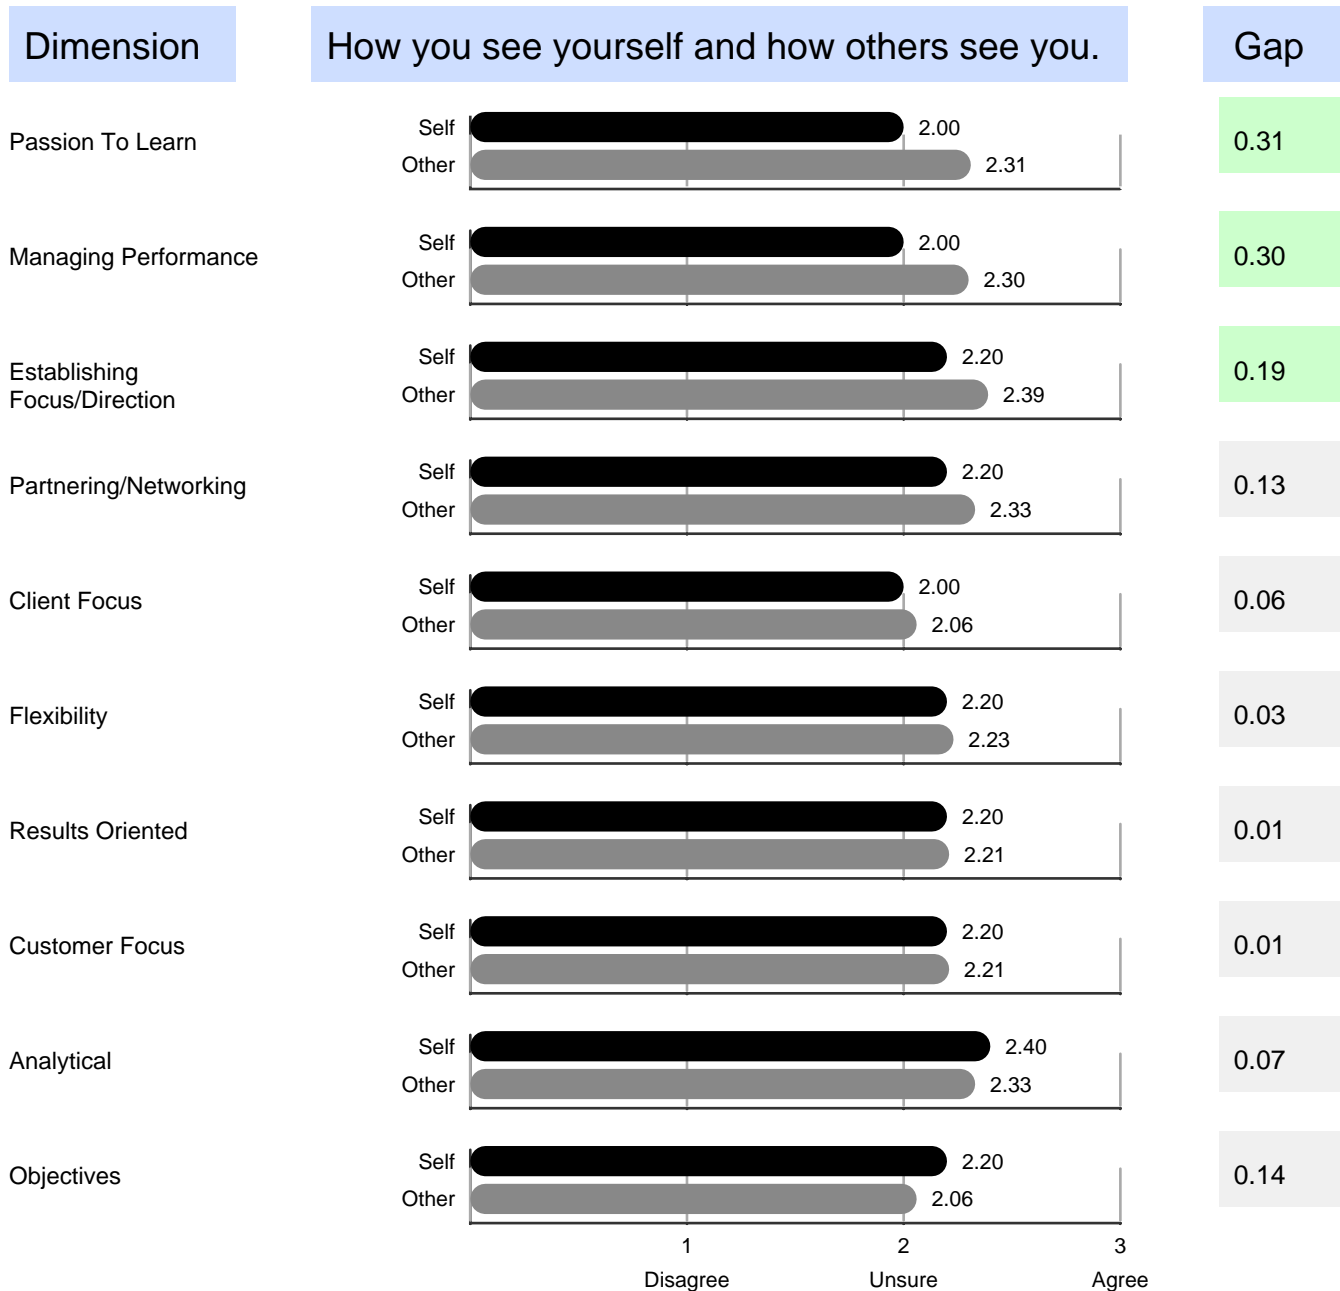 Dimension
How you see yourself and how others see you.
Gap
Passion To Learn
Self
2.00
Other
2.31
0.31
Managing Performance
Self
2.00
Other
2.30
0.30
Establishing
Focus/Direction
Self
2.20
Other
2.39
0.19
Partnering/Networking
Self
2.20
Other
2.33
0.13
Client Focus
Self
2.00
Other
2.06
0.06
Flexibility
Self
2.20
Other
2.23
0.03
Results Oriented
Self
2.20
Other
2.21
0.01
Customer Focus
Self
2.20
Other
2.21
0.01
Analytical
Self
2.40
Other
2.33
0.07
Objectives
Self
2.20
Other
2.06
0.14
1
2
3
Disagree
Unsure
Agree